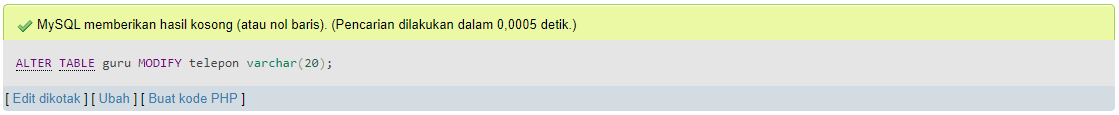 MySQL memberikan hasil kosong (atau nol baris). (Pencarian dilakukan dalam 0,0005 detik.)
ALTER TABLE guru MODIFY telepon varchar(20);
[ Edit dikotak ] [ Ubah ] [ Buat kode PHP ]